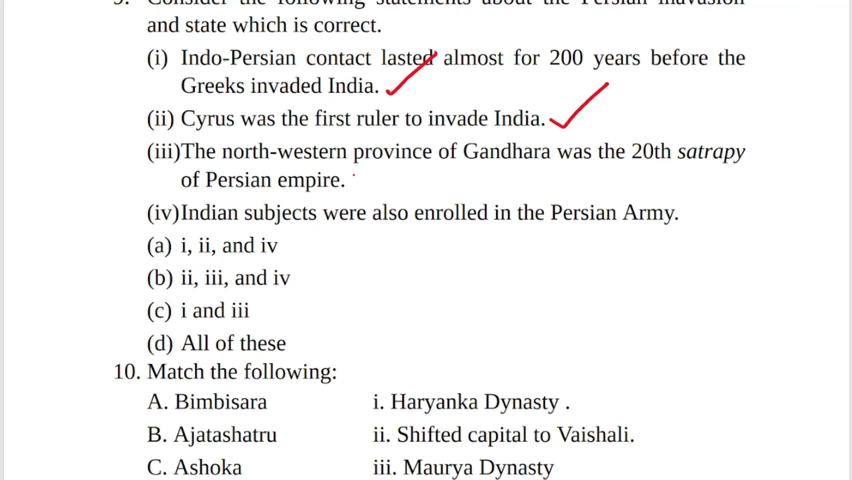 and state which is correct.
(i) Indo-Persian contact lasted almost for 200 years before the
Greeks invaded India.
(ii) Cyrus was the first ruler to invade India.
(iii)The north-western province of Gandhara was the 20th satrapy
of Persian empire.
(iv)Indian subjects were also enrolled in the Persian Army.
(a) i, ii, and iv
(b) ii, iii, and iv
(c) i and iii
(d) All of these
10. Match the following:
A. Bimbisara i. Haryanka Dynasty .
B. Ajatashatru ii. Shifted capital to Vaishali.
C. Ashoka iii. Maurya Dynasty